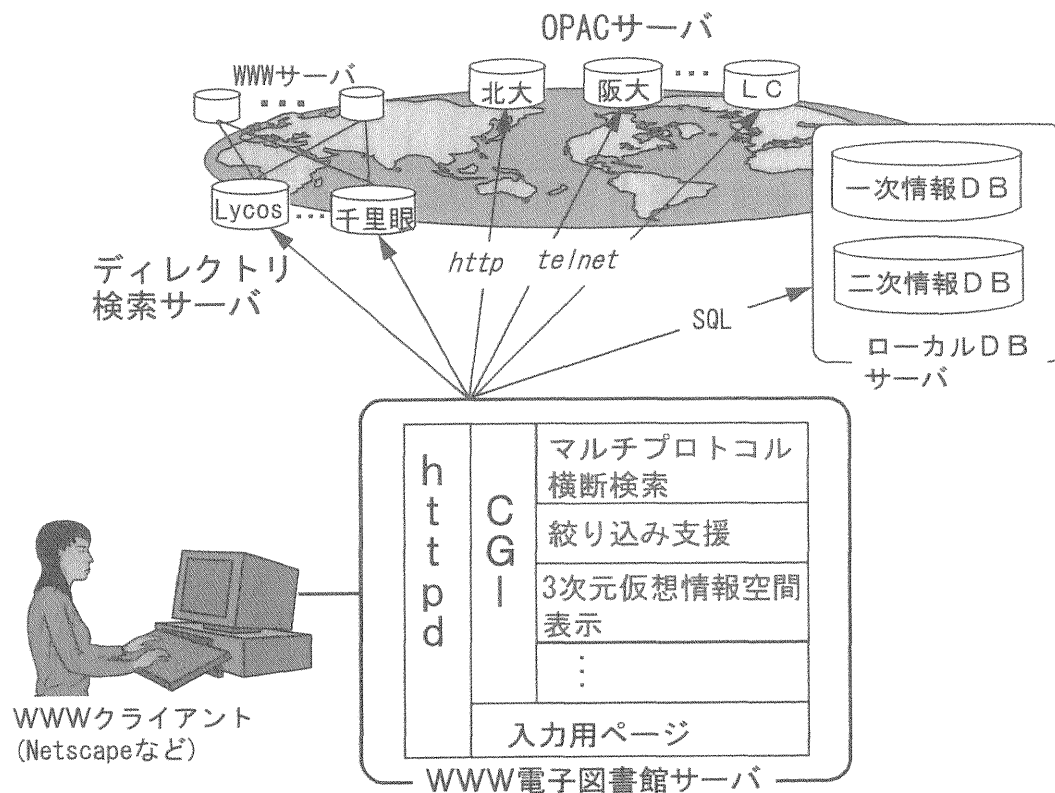 OPACサーバ
WWWサーバ
...
北大
阪大
...
LC
Lycos
...
千里眼
一次情報DB
二次情報DB
ディレクトリ
検索サーバ
http
telnet
SQL
ローカルDB
サーバ
httpd
CGI
マルチプロトコル
横断検索
絞り込み支援
3次元仮想情報空間
表示
⋮
入力用ページ
WWWクライアント
(Netscapeなど)
WWW電子図書館サーバ